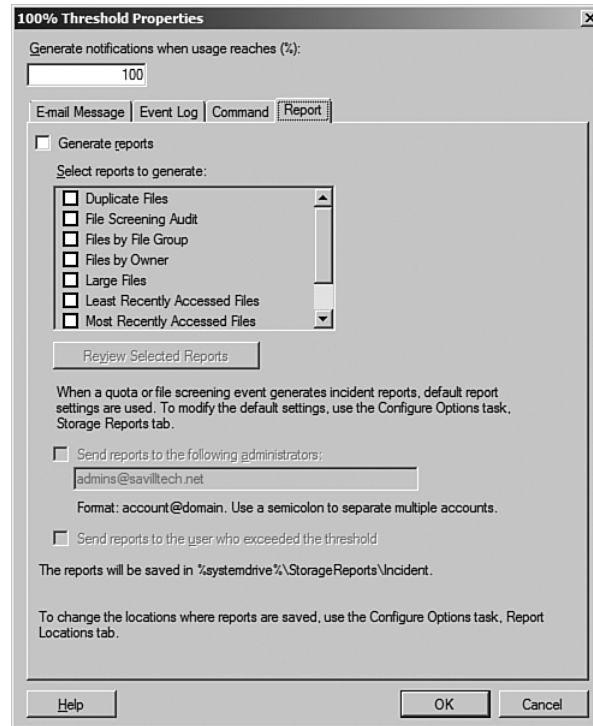 100% Threshold Properties
Generate notifications when usage reaches (%):
100
E-mail Message
Event Log
Command
Report
Generate reports
Select reports to generate:
Duplicate Files
File Screening Audit
Files by File Group
Files by Owner
Large Files
Least Recently Accessed Files
Most Recently Accessed Files
Review Selected Reports
When a quota or file screening event generates incident reports, default report
settings are used. To modify the default settings, use the Configure Options task,
Storage Reports tab.
Send reports to the following administrators:
admins@savilltech.net
Format: account@domain. Use a semicolon to separate multiple accounts.
Send reports to the user who exceeded the threshold
The reports will be saved in %systemdrive%\StorageReports\Incident.
To change the locations where reports are saved, use the Configure Options task, Report
Locations tab.
Help
OK
Cancel